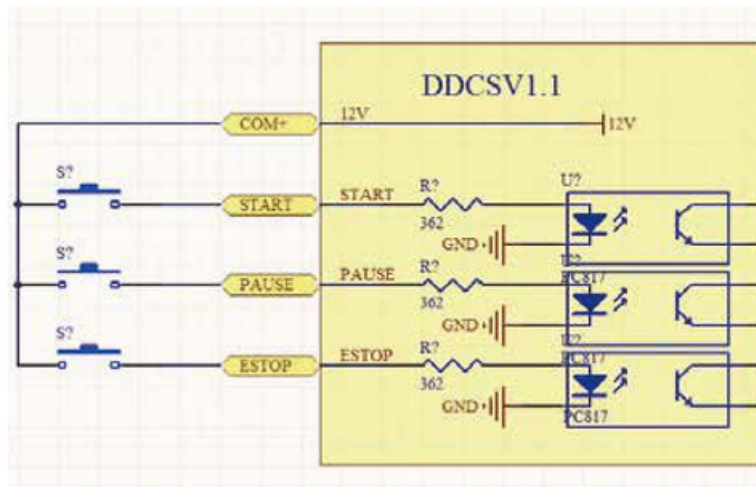 DDCSV1.1
COM+ 12V 12V
S?
START START R? 362 U?
GND
S?
PAUSE PAUSE R? 362 U? PC817
GND
S?
ESTOP ESTOP R? 362 U? PC817
GND
PC817